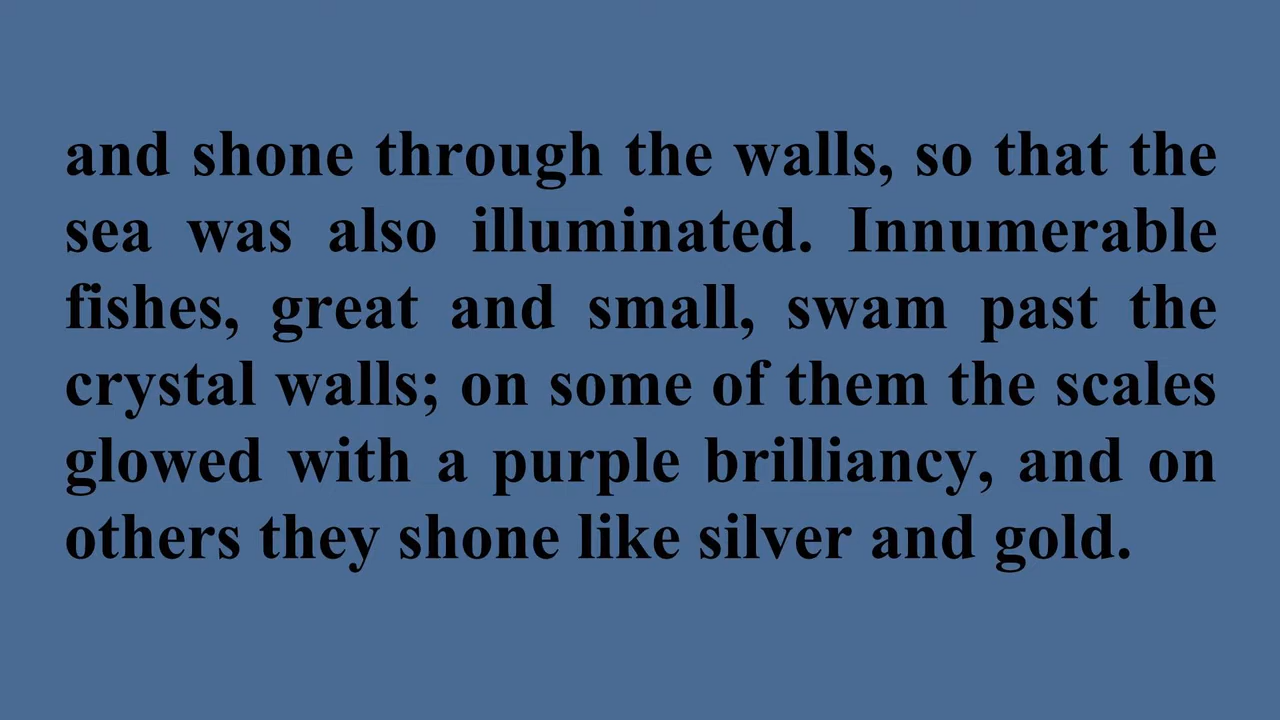 and shone through the walls, so that the
sea was also illuminated. Innumerable
fishes, great and small, swam past the
crystal walls; on some of them the scales
glowed with a purple brilliancy, and on
others they shone like silver and gold.